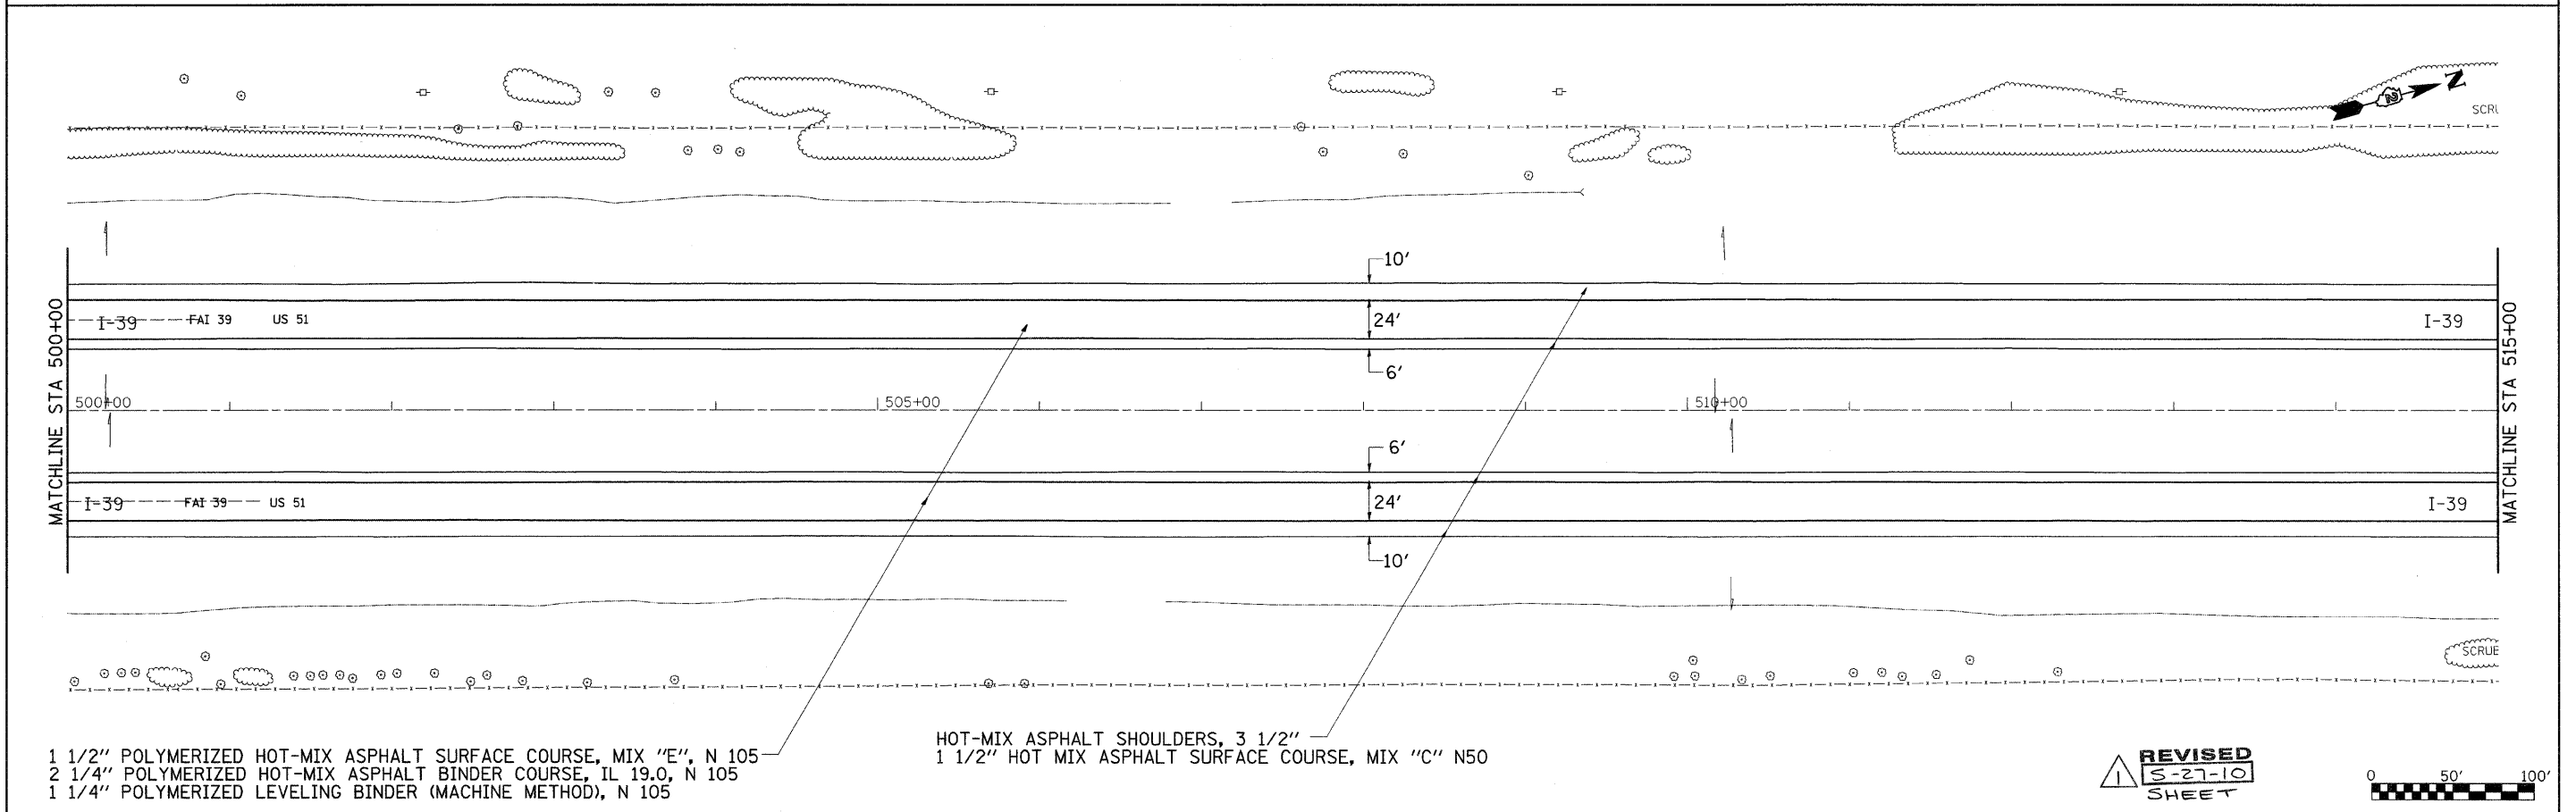 N
2
SCRU
10'
24'
6'
I-39 FAI 39 US 51
I-39
MATCHLINE STA 500+00
MATCHLINE STA 515+00
500+00
505+00
510+00
6'
24'
10'
I-39 FAI 39 US 51
I-39
SCRUB
HOT-MIX ASPHALT SHOULDERS, 3 1/2"
1 1/2" HOT MIX ASPHALT SURFACE COURSE, MIX "C" N50
1 1/2" POLYMERIZED HOT-MIX ASPHALT SURFACE COURSE, MIX "E", N 105
2 1/4" POLYMERIZED HOT-MIX ASPHALT BINDER COURSE, IL 19.0, N 105
1 1/4" POLYMERIZED LEVELING BINDER (MACHINE METHOD), N 105
1
REVISED
5-27-10
SHEET
0 50' 100'